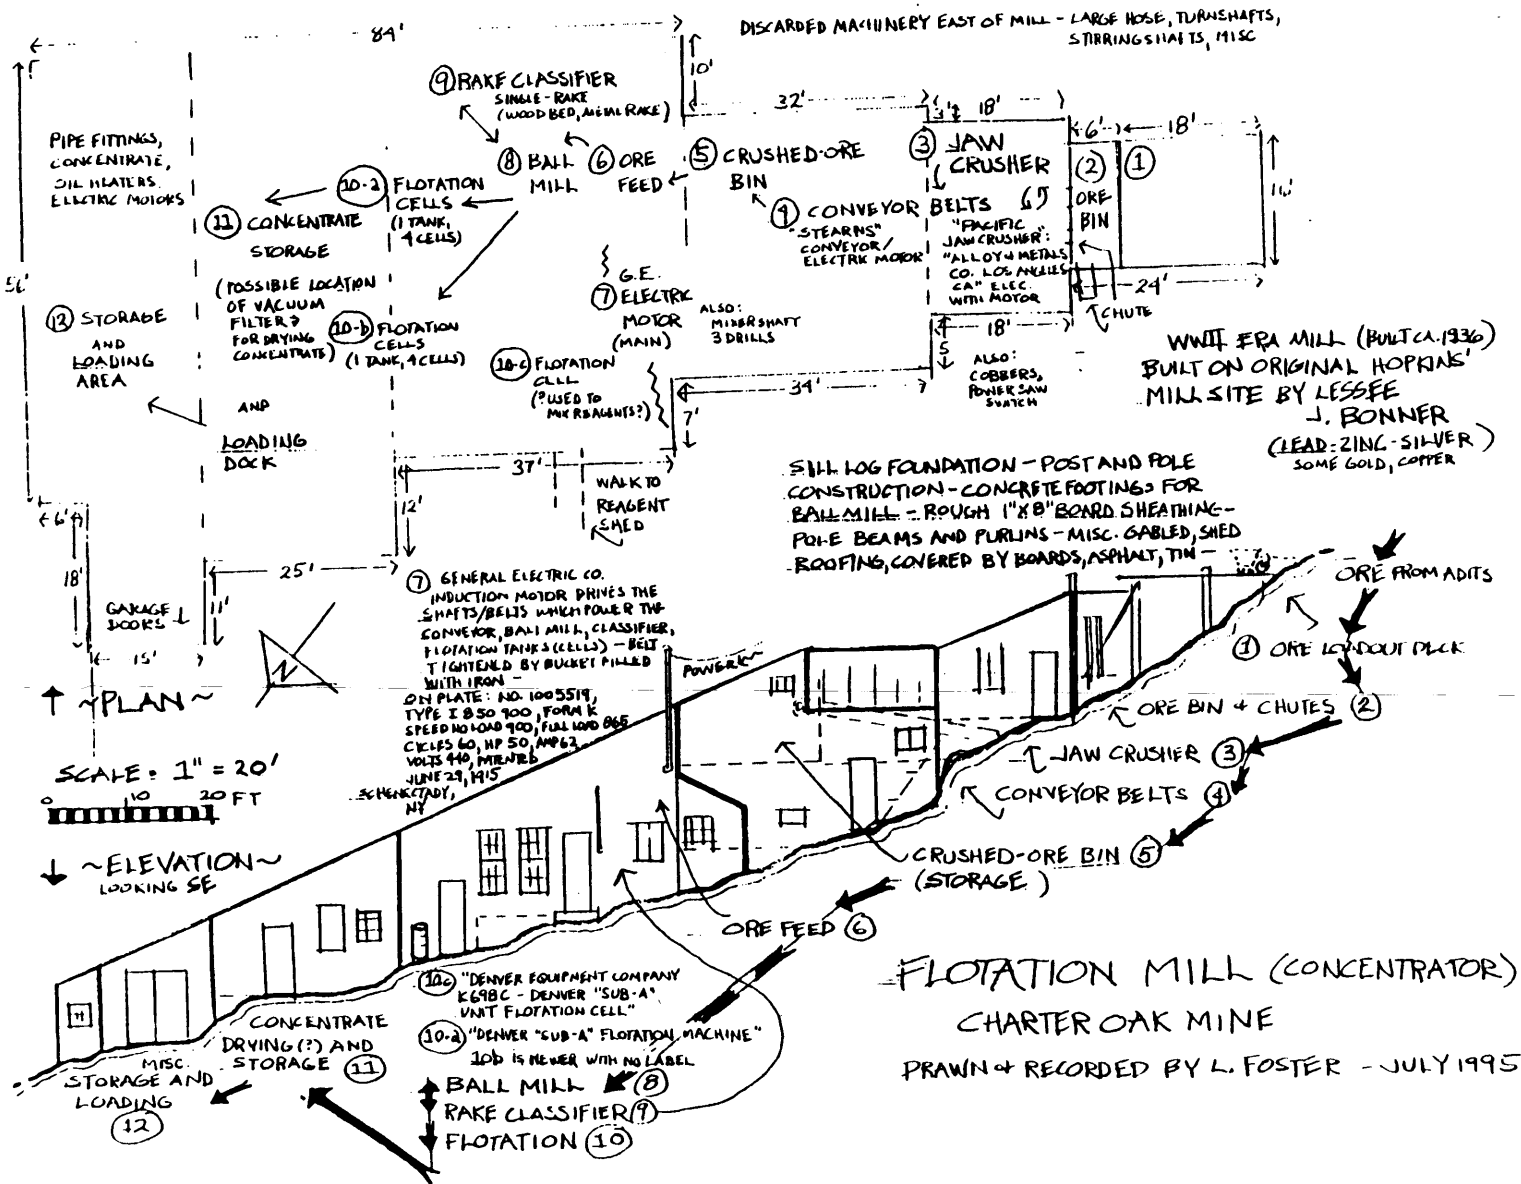 DISCARDED MACHINERY EAST OF MILL - LARGE HOSE, TURNSHAFTS,
STIRRING SHAFTS, MISC
84'
10'
⑨ RAKE CLASSIFIER
SINGLE-RAKE
(WOOD BED, METAL RAKE)
32'
3'
18'
6'
18'
PIPE FITTINGS,
CONCENTRATE,
OIL HEATERS
ELECTRIC MOTORS
⑧ BALL
MILL
⑥ ORE
FEED
⑤ CRUSHED-ORE
BIN
③ JAW
CRUSHER
②
ORE
BIN
①
16'
10-a FLOTATION
CELLS
(1 TANK,
4 CELLS)
⑪ CONCENTRATE
STORAGE
(POSSIBLE LOCATION
OF VACUUM
FILTER?
FOR DRYING
CONCENTRATE)
④ CONVEYOR BELTS
"STEARNS"
CONVEYOR/
ELECTRIC MOTOR
"PACIFIC
JAW CRUSHER":
"ALLOY & METALS
CO. LOS ANGELES
CA" ELEC.
WITH MOTOR
24'
CHUTE
56'
⑫ STORAGE
AND
LOADING
AREA
10-b FLOTATION
CELLS
(1 TANK, 4 CELLS)
G.E.
⑦ ELECTRIC
MOTOR
(MAIN)
ALSO:
MIXER SHAFT
3 DRILLS
18'
5
ALSO:
COBBERS,
POWER SAW
SWATCH
10-c FLOTATION
CELL
(?USED TO
MIX REAGENTS?)
34'
7'
WWII ERA MILL (BUILT CA. 1936)
BUILT ON ORIGINAL HOPKINS'
MILL SITE BY LESSEE
J. BONNER
(LEAD-ZINC-SILVER)
SOME GOLD, COPPER
AND
LOADING
DOCK
37'
12'
WALK TO
REAGENT
SHED
SILL LOG FOUNDATION - POST AND POLE
CONSTRUCTION - CONCRETE FOOTINGS FOR
BALL MILL - ROUGH 1"X8" BOARD SHEATHING -
POLE BEAMS AND PURLINS - MISC. GABLED, SHED
ROOFING, COVERED BY BOARDS, ASPHALT, TIN -
6'
18'
25'
11'
GARAGE
DOORS
15'
N
⑦ GENERAL ELECTRIC CO.
INDUCTION MOTOR DRIVES THE
SHAFTS/BELTS WHICH POWER THE
CONVEYOR, BALL MILL, CLASSIFIER,
FLOTATION TANKS (CELLS) - BELT
TIGHTENED BY BUCKET FILLED
WITH IRON -
ON PLATE: NO. 1005519,
TYPE I 850 900, FORM K
SPEED NO LOAD 900, FULL LOAD 865
CYCLES 60, HP 50, AMP 62,
VOLTS 440, PATENTED
JUNE 29, 1915
SCHENECTADY,
NY
↑ ~PLAN~
SCALE: 1" = 20'
0 10 20 FT
↓ ~ELEVATION~
LOOKING SE
ORE FROM ADITS
① ORE LOADOUT DECK
ORE BIN & CHUTES ②
JAW CRUSHER ③
CONVEYOR BELTS ④
CRUSHED-ORE BIN ⑤
(STORAGE)
ORE FEED ⑥
10c "DENVER EQUIPMENT COMPANY
K698C - DENVER "SUB-A"
UNIT FLOTATION CELL"
10-a "DENVER "SUB-A" FLOTATION MACHINE"
10b IS NEWER WITH NO LABEL
BALL MILL ⑧
RAKE CLASSIFIER ⑨
FLOTATION ⑩
CONCENTRATE
DRYING(?) AND
STORAGE ⑪
MISC.
STORAGE AND
LOADING
⑫
FLOTATION MILL (CONCENTRATOR)
CHARTER OAK MINE
DRAWN & RECORDED BY L. FOSTER - JULY 1995